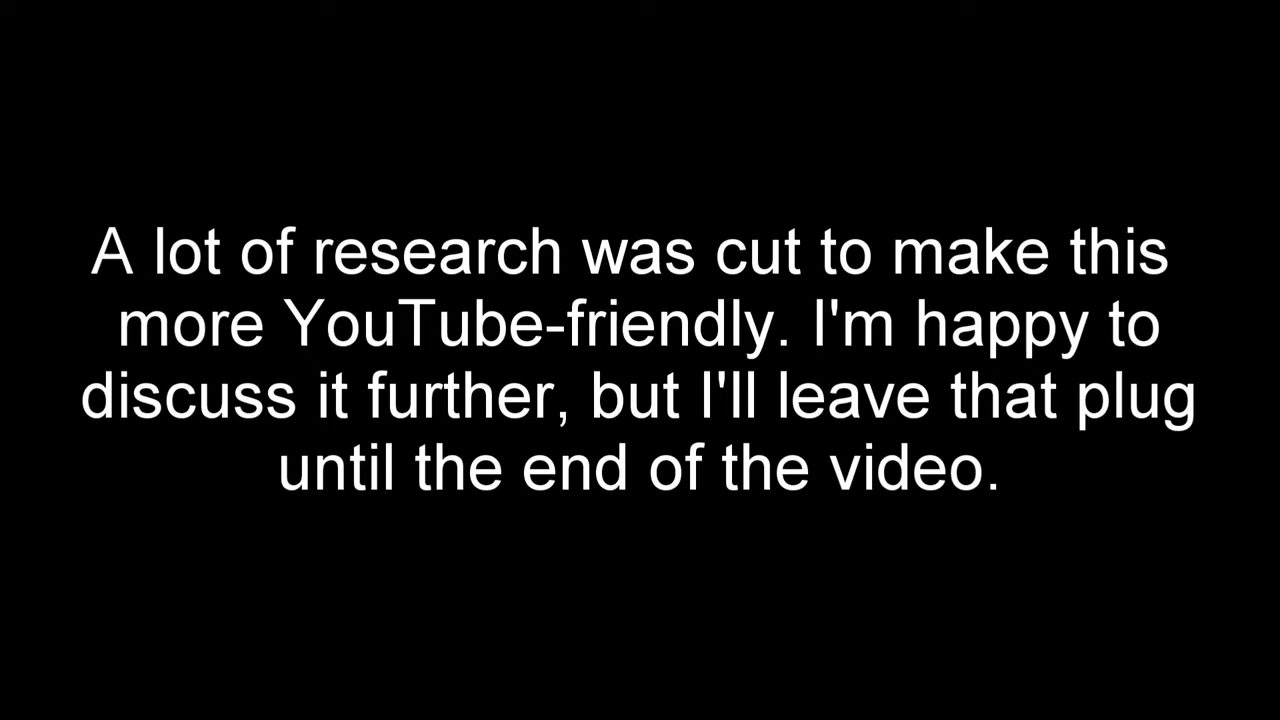 A lot of research was cut to make this
more YouTube-friendly. I'm happy to
discuss it further, but I'll leave that plug
until the end of the video.